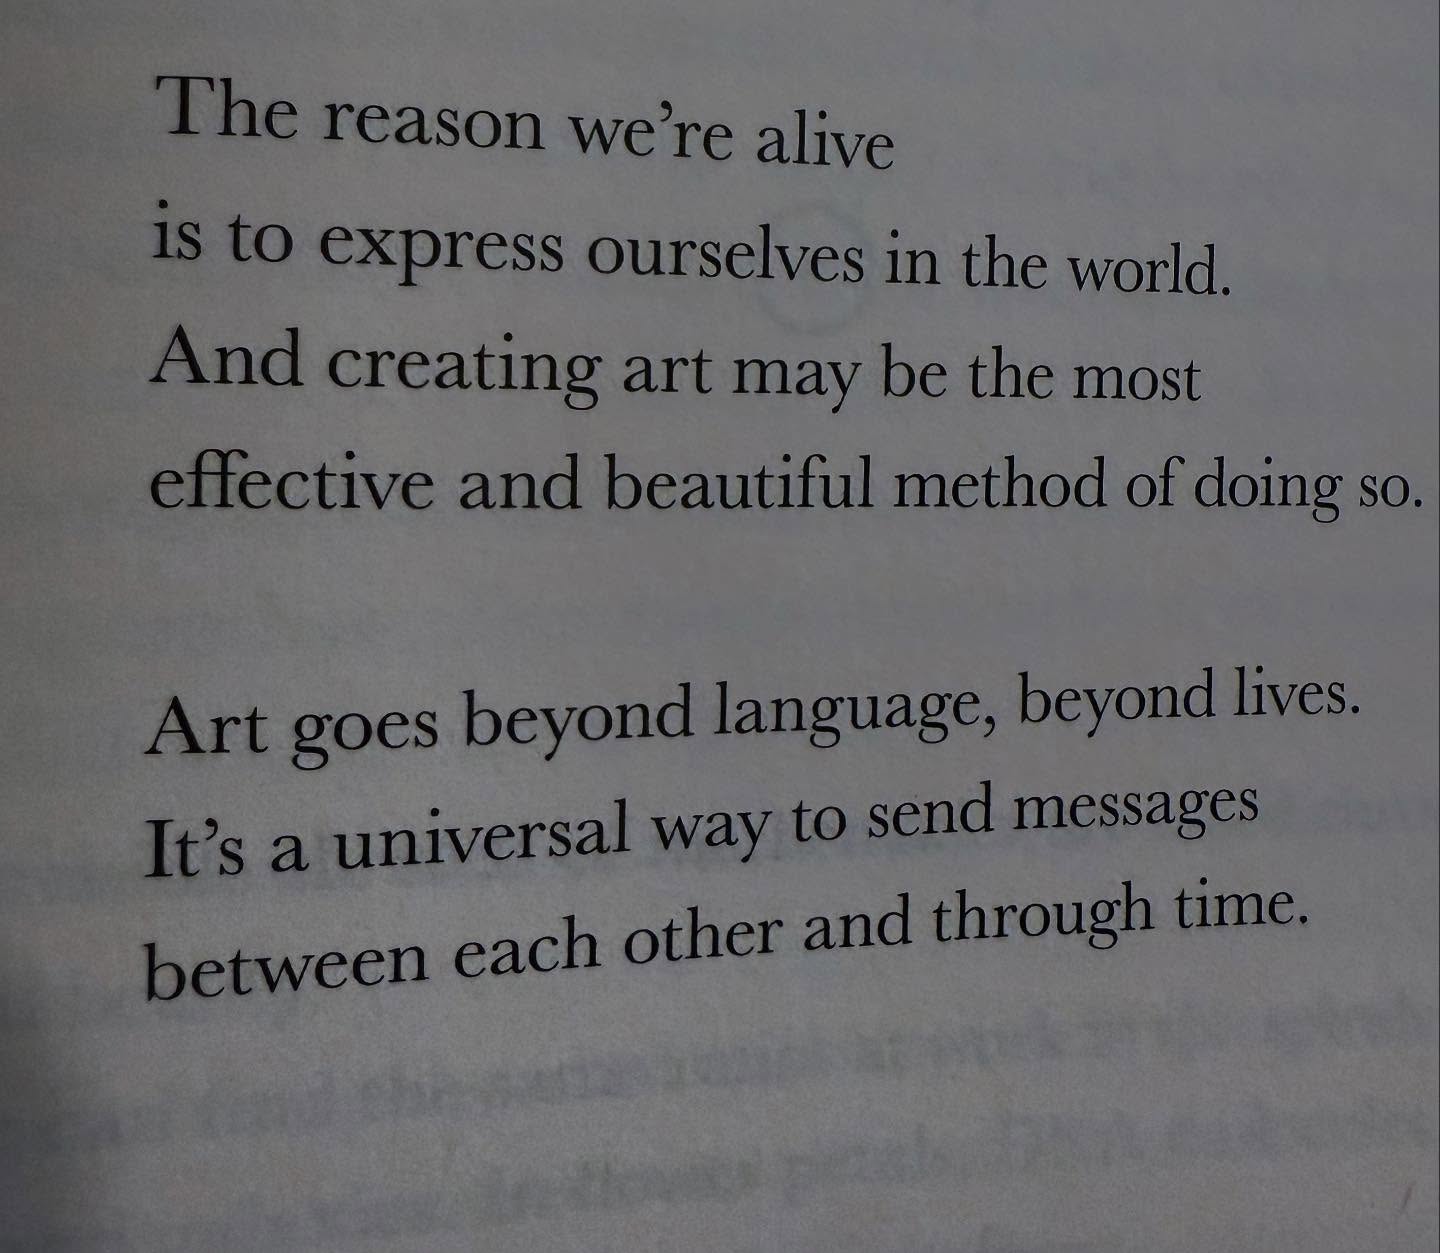 The reason we’re alive
is to express ourselves in the world.
And creating art may be the most
effective and beautiful method of doing so.
Art goes beyond language, beyond lives.
It’s a universal way to send messages
between each other and through time.